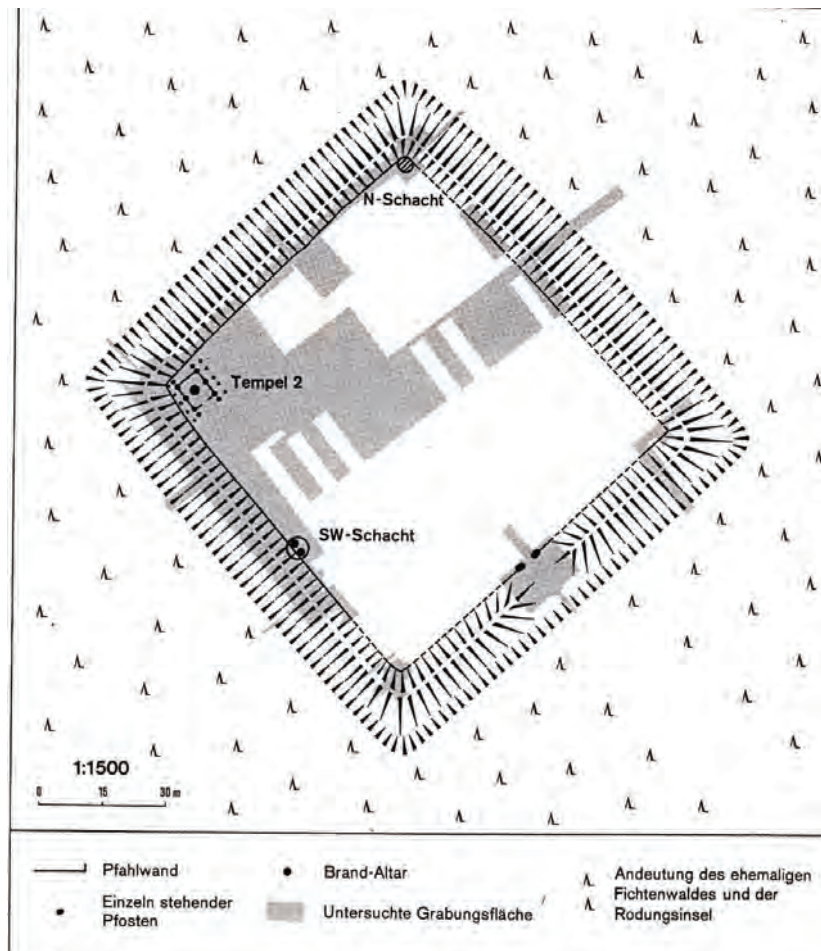 N-Schacht
Tempel 2
SW-Schacht
1:1500
0 15 30 m
Pfahlwand
Einzeln stehender
Pfosten
Brand-Altar
Untersuchte Grabungsfläche
Andeutung des ehemaligen
Fichtenwaldes und der
Rodungsinsel